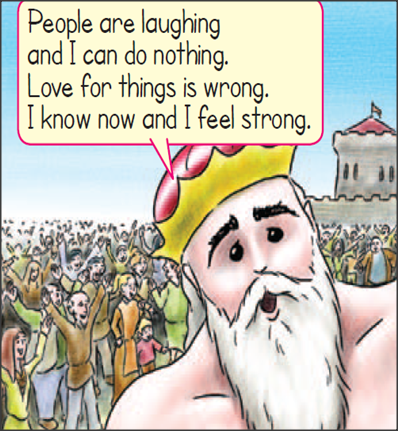 People are laughing
and I can do nothing.
Love for things is wrong.
I know now and I feel strong.